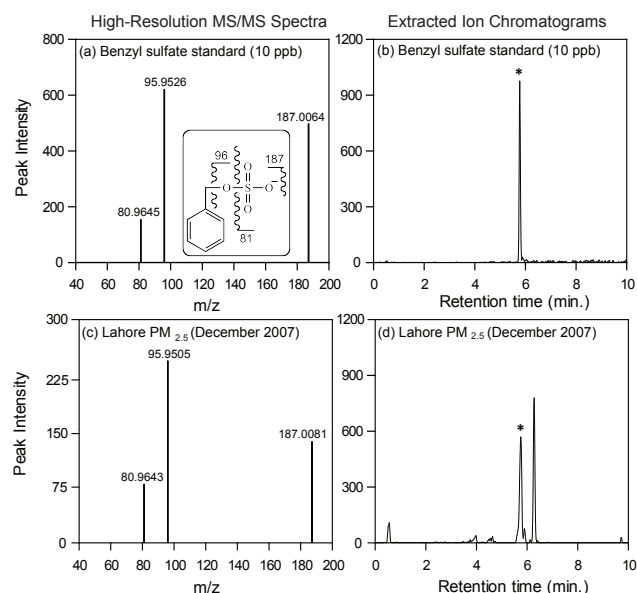 High-Resolution MS/MS Spectra
Extracted Ion Chromatograms
(a) Benzyl sulfate standard (10 ppb)
Peak Intensity
800
600
400
200
0
95.9526
187.0064
80.9645
96
187
O
O
S
O
O
81
40 60 80 100 120 140 160 180 200
m/z
(b) Benzyl sulfate standard (10 ppb)
1200
900
600
300
0
*
0 2 4 6 8 10
Retention time (min.)
(c) Lahore PM 2.5 (December 2007)
Peak Intensity
300
225
150
75
0
95.9505
187.0081
80.9643
40 60 80 100 120 140 160 180 200
m/z
(d) Lahore PM 2.5 (December 2007)
1200
900
600
300
0
*
0 2 4 6 8 10
Retention time (min.)